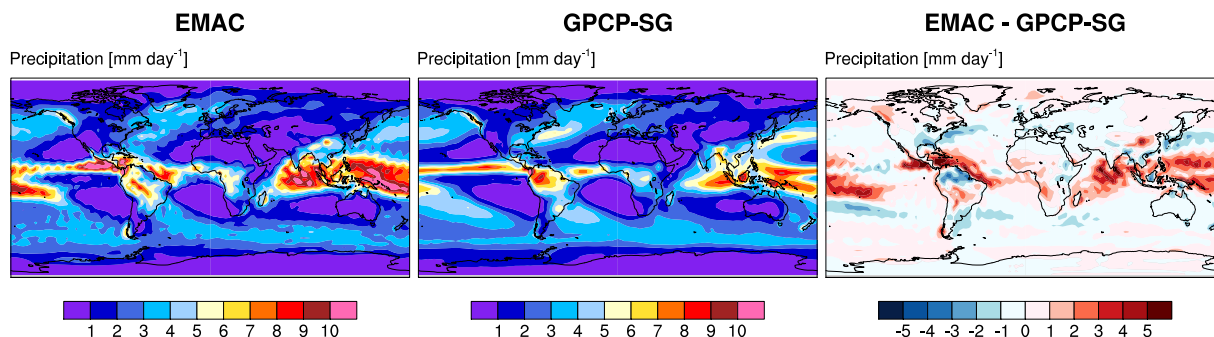 EMAC
Precipitation [mm day⁻¹]
1 2 3 4 5 6 7 8 9 10
GPCP-SG
Precipitation [mm day⁻¹]
1 2 3 4 5 6 7 8 9 10
EMAC - GPCP-SG
Precipitation [mm day⁻¹]
-5 -4 -3 -2 -1 0 1 2 3 4 5